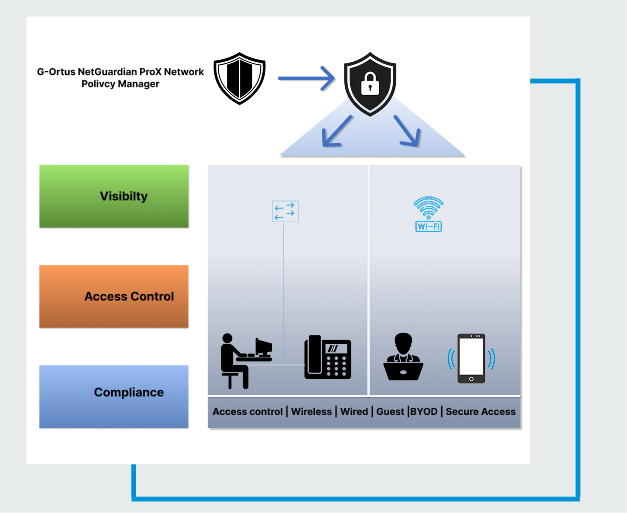 G-Ortus NetGuardian ProX Network
Polivcy Manager
Visibilty
Wi-Fi
Access Control
Compliance
Access control | Wireless | Wired | Guest |BYOD | Secure Access